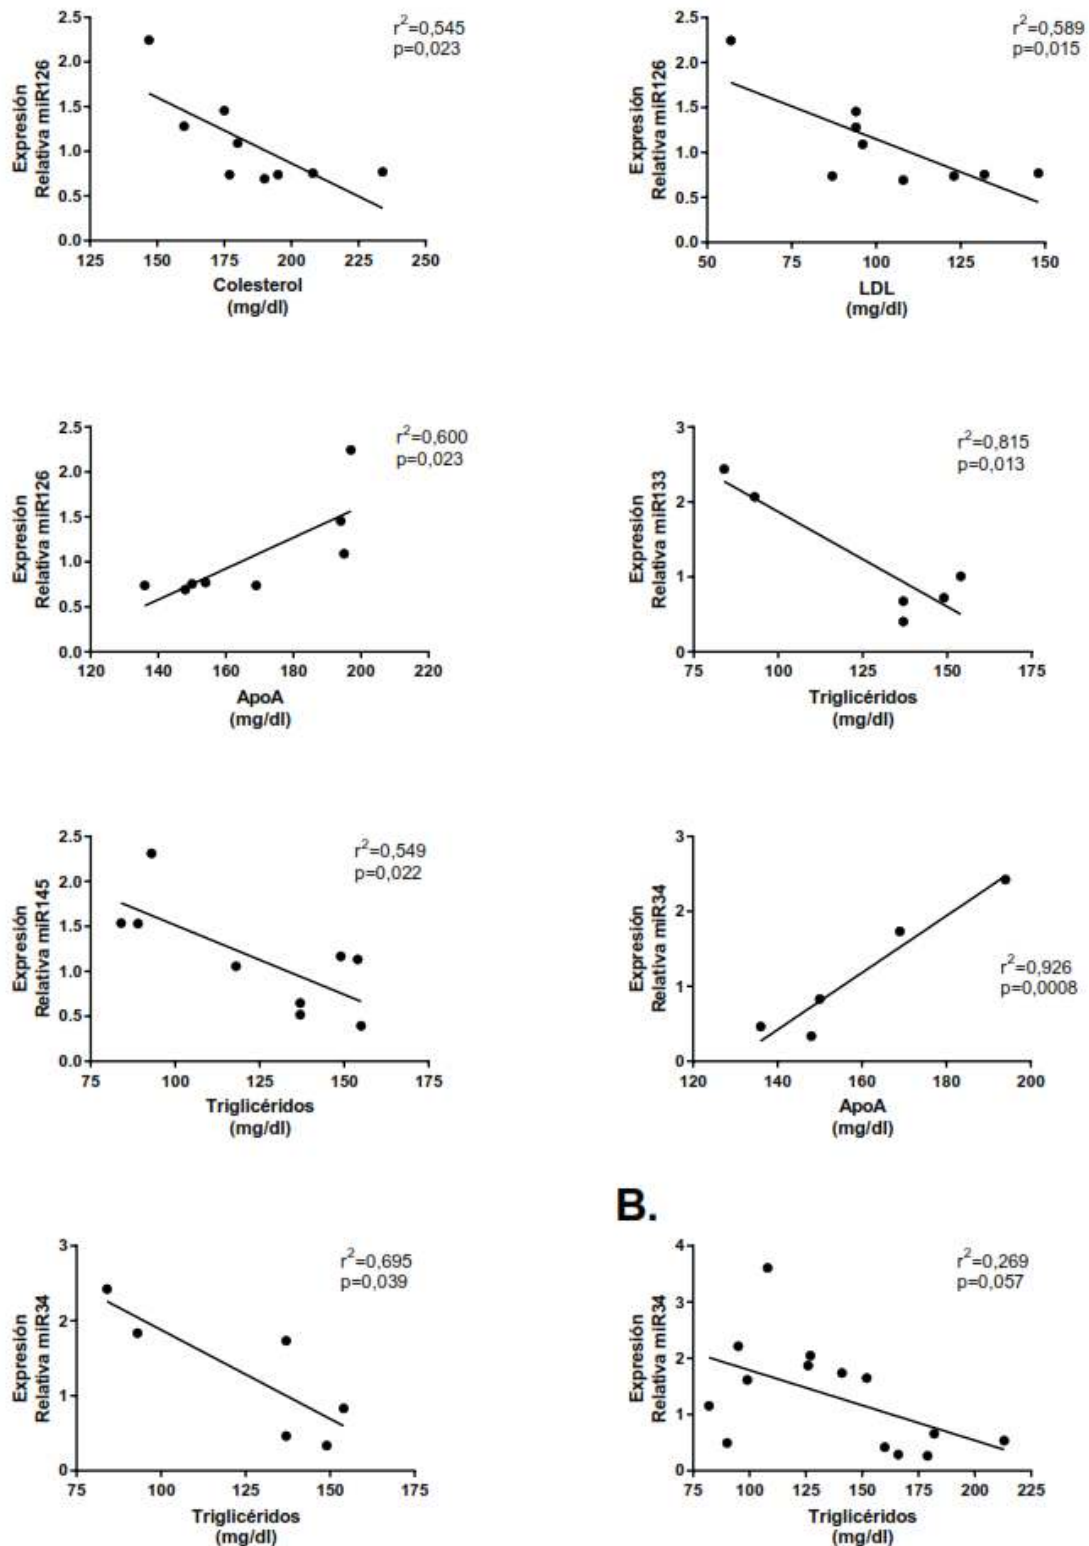 2.5
2.0
1.5
1.0
0.5
0.0
Expresión
Relativa miR126
r2=0,545
p=0,023
125 150 175 200 225 250
Colesterol
(mg/dl)
2.5
2.0
1.5
1.0
0.5
0.0
Expresión
Relativa miR126
r2=0,589
p=0,015
50 75 100 125 150
LDL
(mg/dl)
2.5
2.0
1.5
1.0
0.5
0.0
Expresión
Relativa miR126
r2=0,600
p=0,023
120 140 160 180 200 220
ApoA
(mg/dl)
3
2
1
0
Expresión
Relativa miR133
r2=0,815
p=0,013
75 100 125 150 175
Triglicéridos
(mg/dl)
2.5
2.0
1.5
1.0
0.5
0.0
Expresión
Relativa miR145
r2=0,549
p=0,022
75 100 125 150 175
Triglicéridos
(mg/dl)
3
2
1
0
Expresión
Relativa miR34
r2=0,926
p=0,0008
120 140 160 180 200
ApoA
(mg/dl)
3
2
1
0
Expresión
Relativa miR34
r2=0,695
p=0,039
75 100 125 150 175
Triglicéridos
(mg/dl)
B.
4
3
2
1
0
Expresión
Relativa miR34
r2=0,269
p=0,057
75 100 125 150 175 200 225
Triglicéridos
(mg/dl)